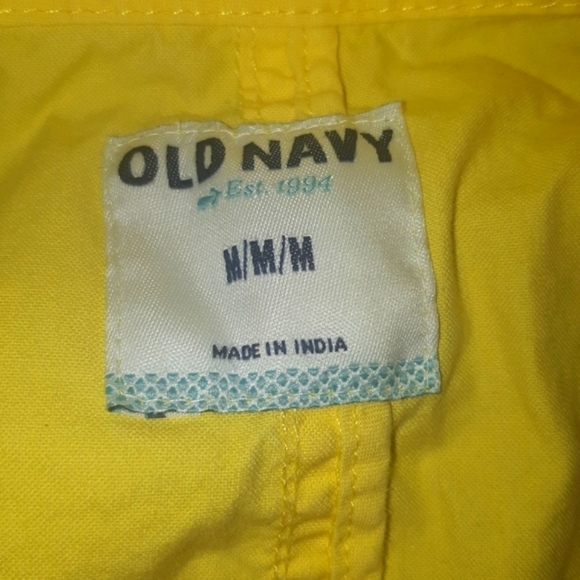 OLD NAVY
Est. 1994
M/M/M
MADE IN INDIA